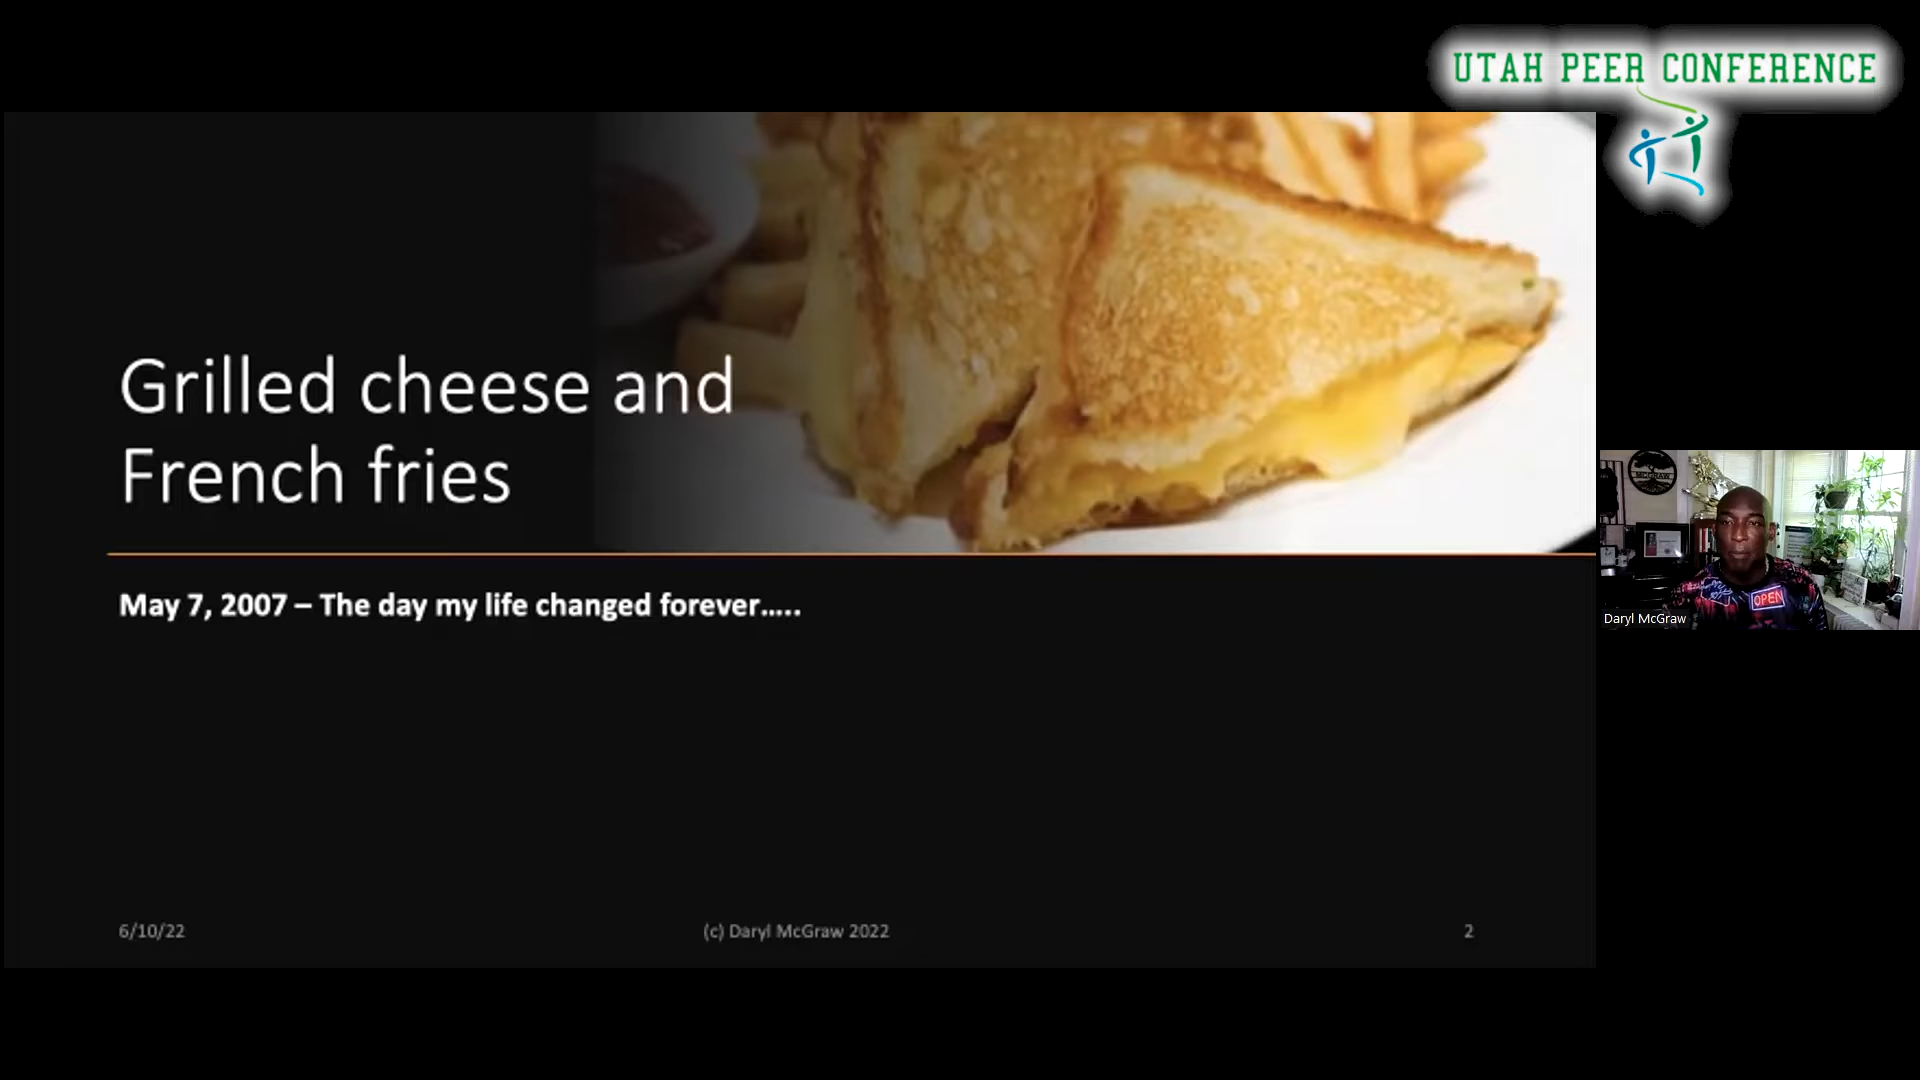 UTAH PEER CONFERENCE
Grilled cheese and
French fries
May 7, 2007 – The day my life changed forever.....
OPEN
Daryl McGraw
6/10/22
(c) Daryl McGraw 2022
2